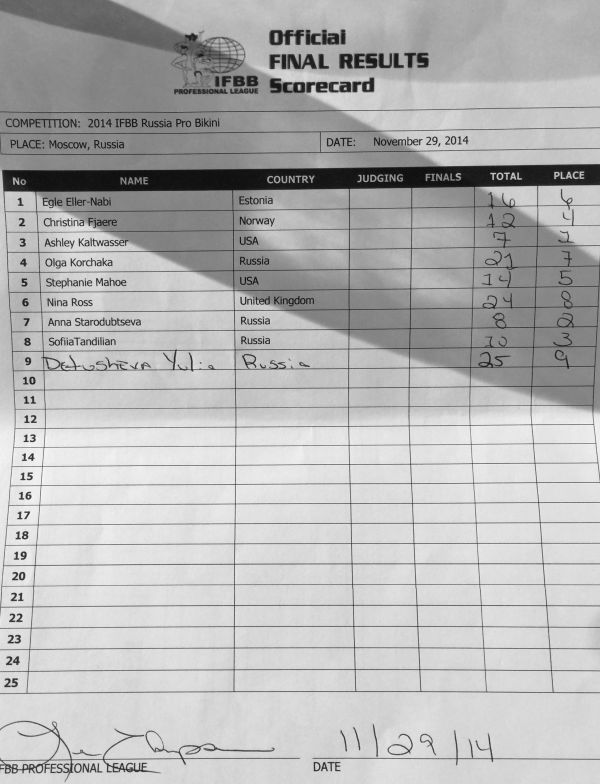 Official
FINAL RESULTS
Scorecard
IFBB
PROFESSIONAL LEAGUE
COMPETITION: 2014 IFBB Russia Pro Bikini
PLACE: Moscow, Russia DATE: November 29, 2014
No NAME COUNTRY JUDGING FINALS TOTAL PLACE
1 Egle Eller-Nabi Estonia 16 6
2 Christina Fjaere Norway 12 4
3 Ashley Kaltwasser USA 7 1
4 Olga Korchaka Russia 21 7
5 Stephanie Mahoe USA 14 5
6 Nina Ross United Kingdom 24 8
7 Anna Starodubtseva Russia 8 2
8 SofiiaTandilian Russia 10 3
9 Detusheva Yulia Russia 25 9
10
11
12
13
14
15
16
17
18
19
20
21
22
23
24
25
11/29/14
IFBB PROFESSIONAL LEAGUE DATE